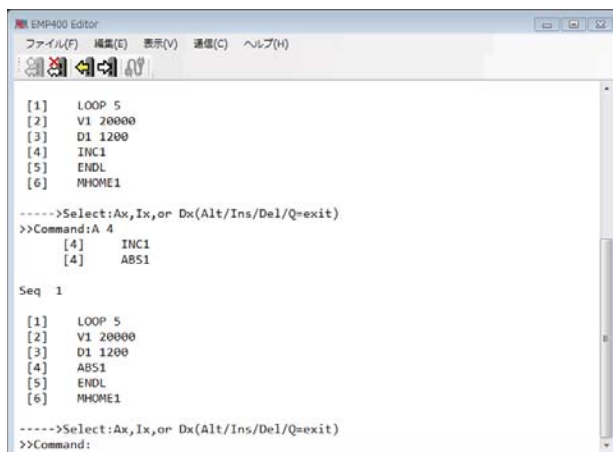 EMP400 Editor
ファイル(F) 編集(E) 表示(V) 通信(C) ヘルプ(H)
[1] LOOP 5
[2] V1 20000
[3] D1 1200
[4] INC1
[5] ENDL
[6] MHOME1
----->Select:Ax,Ix,or Dx(Alt/Ins/Del/Q=exit)
>>Command:A 4
[4] INC1
[4] ABS1
Seq 1
[1] LOOP 5
[2] V1 20000
[3] D1 1200
[4] ABS1
[5] ENDL
[6] MHOME1
----->Select:Ax,Ix,or Dx(Alt/Ins/Del/Q=exit)
>>Command: